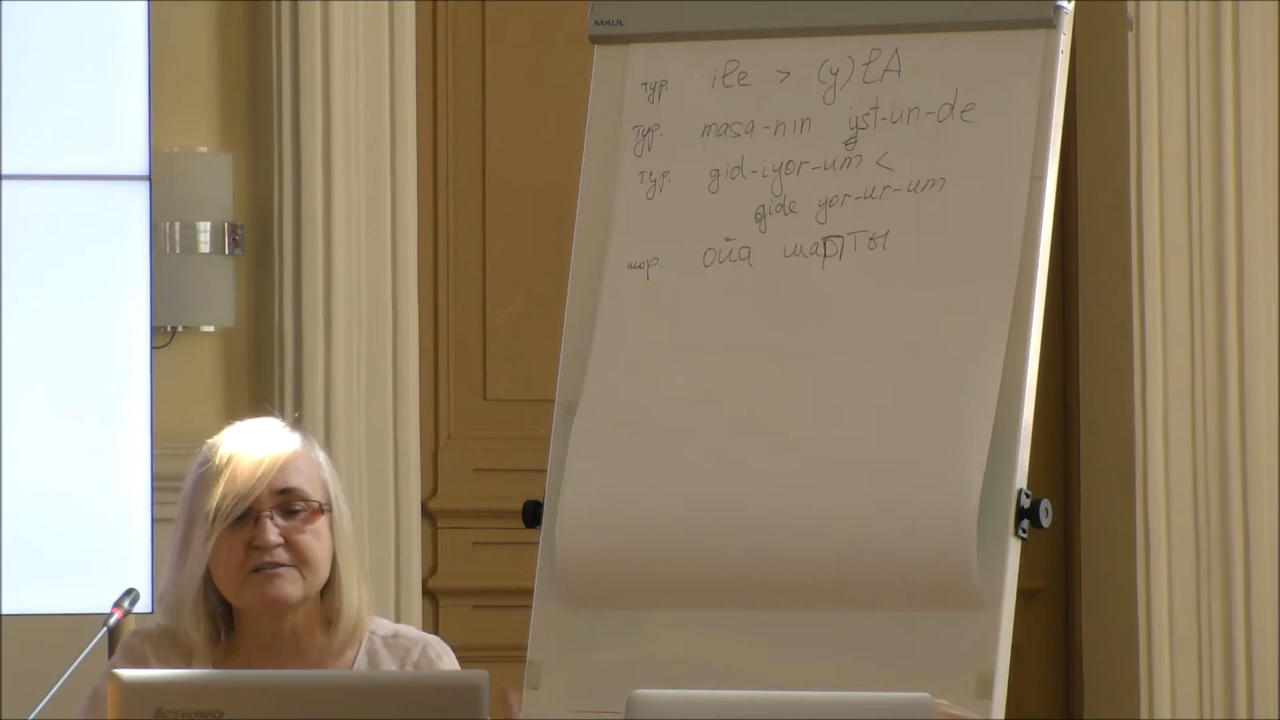 MAUL
тур. ile > (y)lA
тур. masa-nın üst-ün-de
тур. gid-iyor-um <
gide yor-ur-um
шор. ойа шартты
lenovo